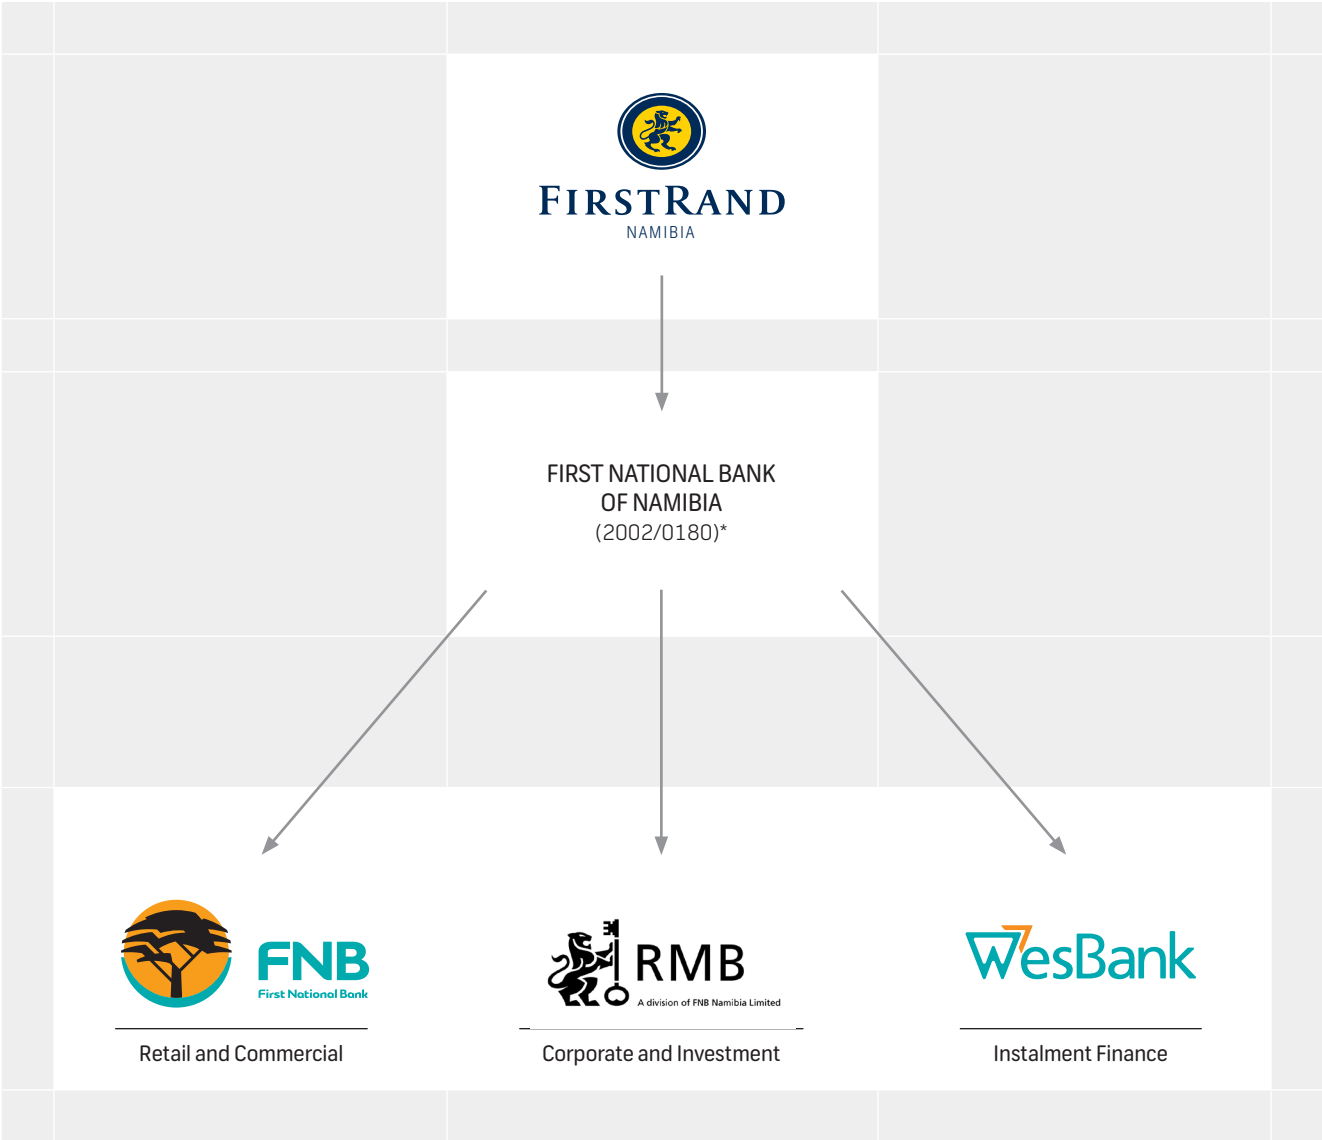 FIRSTRAND
NAMIBIA
FIRST NATIONAL BANK
OF NAMIBIA
(2002/0180)*
FNB
First National Bank
RMB
A division of FNB Namibia Limited
WesBank
Retail and Commercial
Corporate and Investment
Instalment Finance